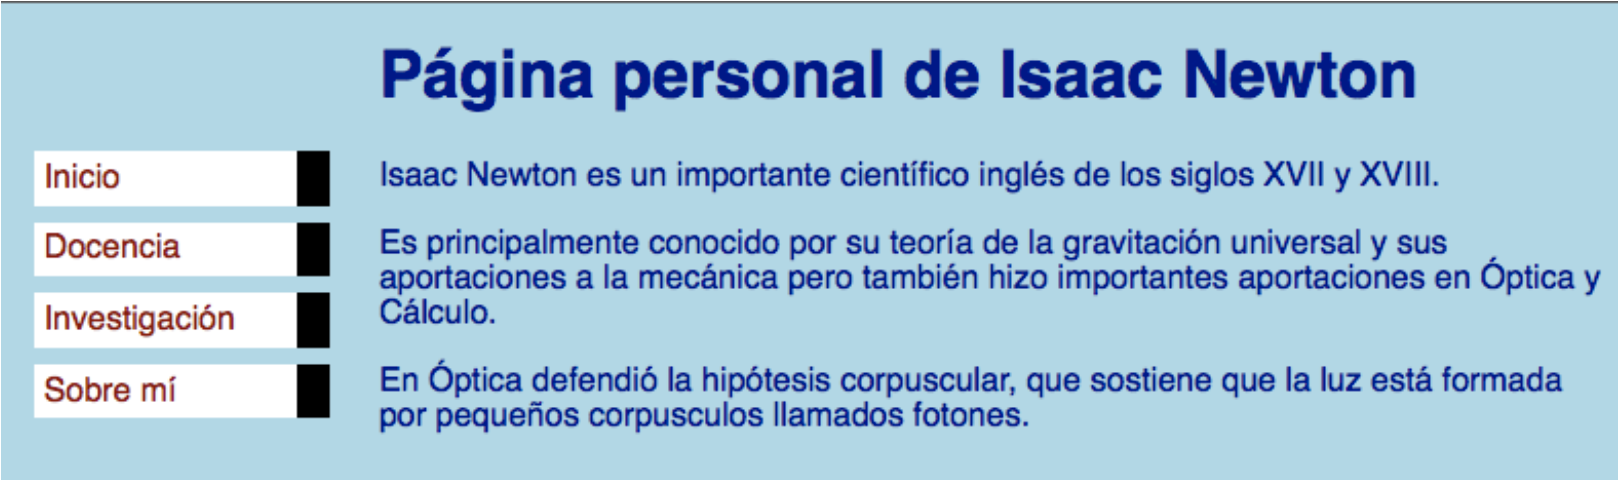 Página personal de Isaac Newton
Inicio
Docencia
Investigación
Sobre mí
Isaac Newton es un importante científico inglés de los siglos XVII y XVIII.
Es principalmente conocido por su teoría de la gravitación universal y sus
aportaciones a la mecánica pero también hizo importantes aportaciones en Óptica y
Cálculo.
En Óptica defendió la hipótesis corpuscular, que sostiene que la luz está formada
por pequeños corpusculos llamados fotones.